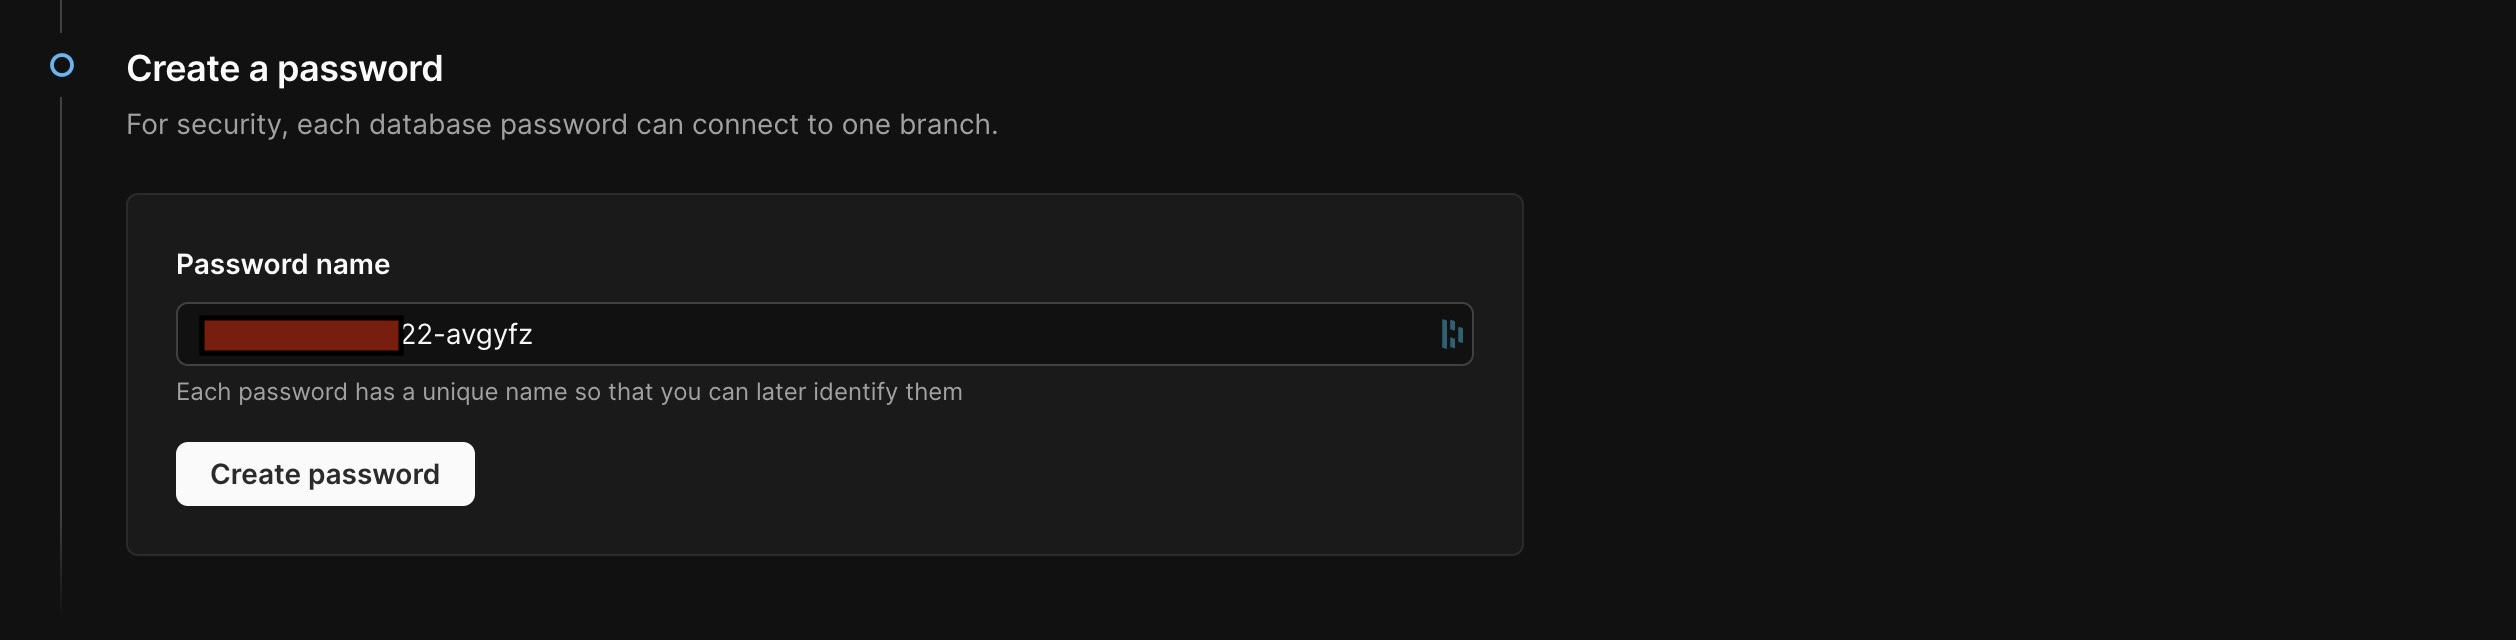 Create a password
For security, each database password can connect to one branch.
Password name
22-avgyfz
Each password has a unique name so that you can later identify them
Create password